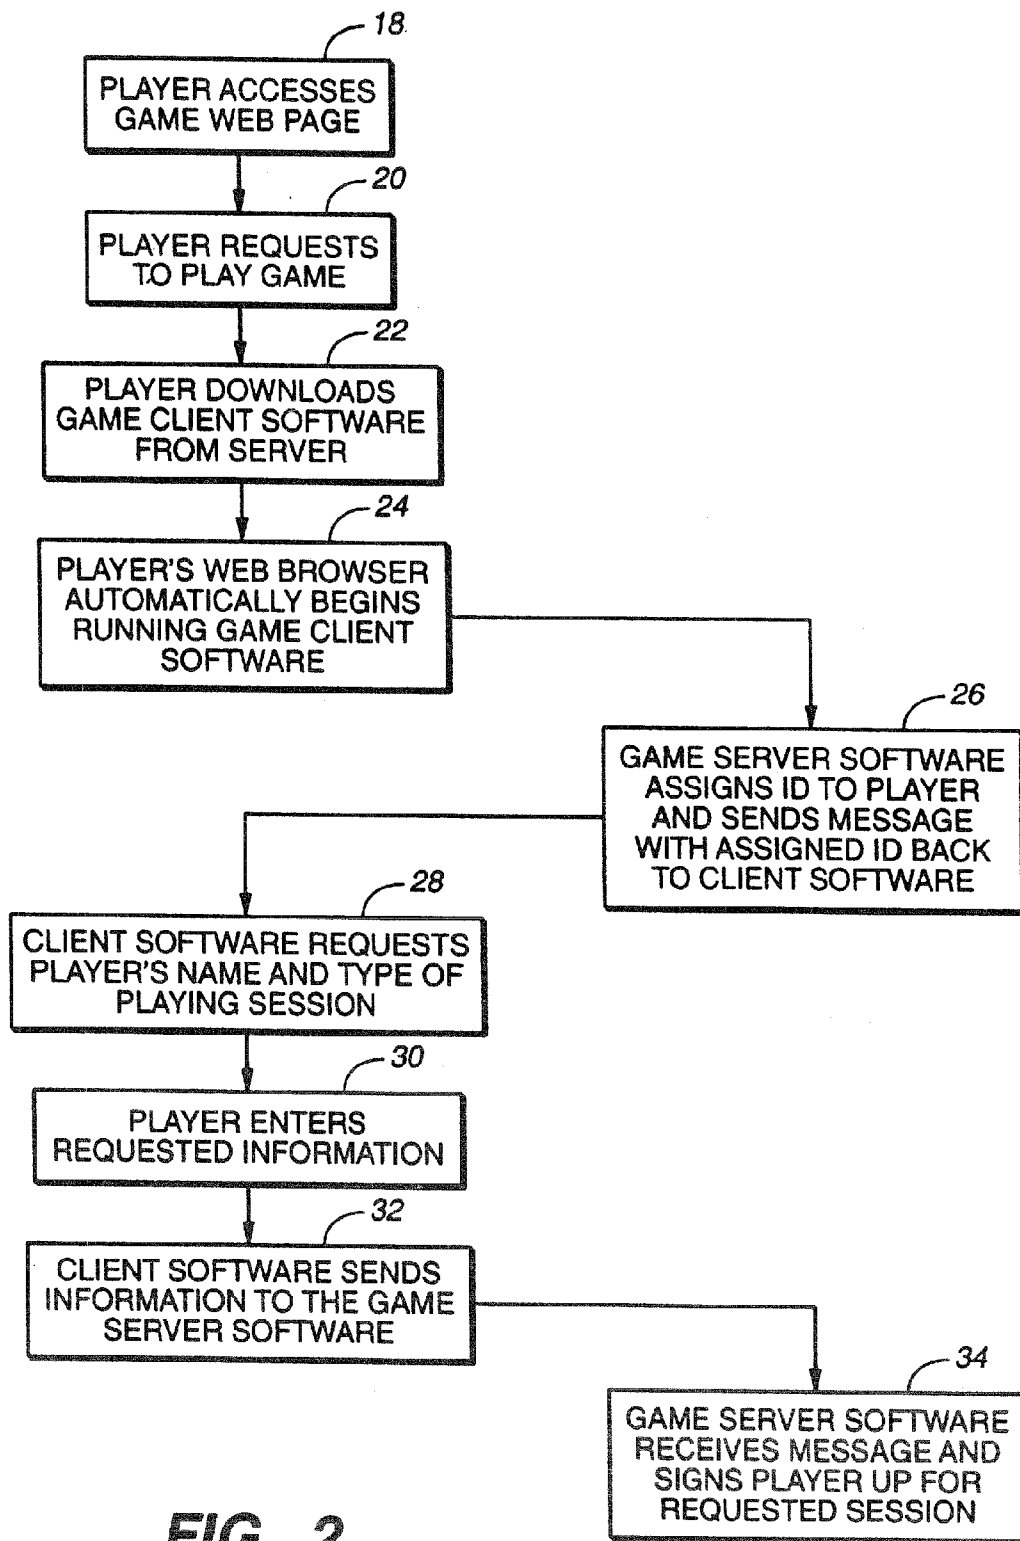 18
PLAYER ACCESSES
GAME WEB PAGE
20
PLAYER REQUESTS
TO PLAY GAME
22
PLAYER DOWNLOADS
GAME CLIENT SOFTWARE
FROM SERVER
24
PLAYER'S WEB BROWSER
AUTOMATICALLY BEGINS
RUNNING GAME CLIENT
SOFTWARE
26
GAME SERVER SOFTWARE
ASSIGNS ID TO PLAYER
AND SENDS MESSAGE
WITH ASSIGNED ID BACK
TO CLIENT SOFTWARE
28
CLIENT SOFTWARE REQUESTS
PLAYER'S NAME AND TYPE OF
PLAYING SESSION
30
PLAYER ENTERS
REQUESTED INFORMATION
32
CLIENT SOFTWARE SENDS
INFORMATION TO THE GAME
SERVER SOFTWARE
34
GAME SERVER SOFTWARE
RECEIVES MESSAGE AND
SIGNS PLAYER UP FOR
REQUESTED SESSION
FIG_2